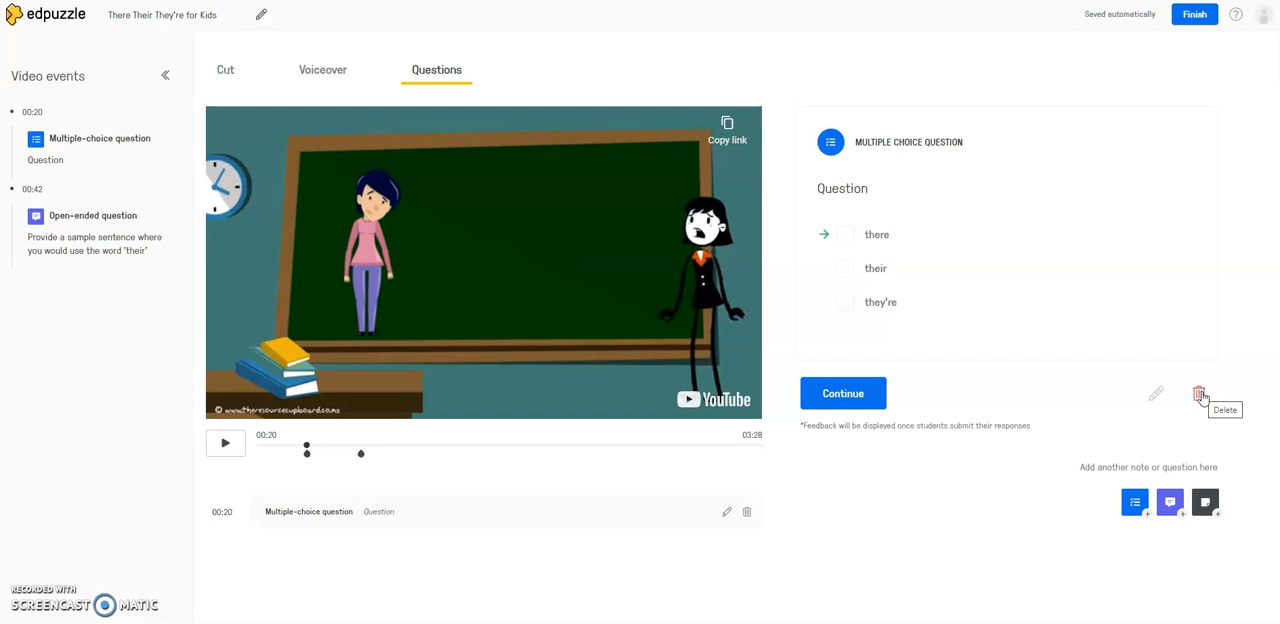 edpuzzle
There Their They're for Kids
Saved automatically
Finish
?
Video events
00:20
Multiple-choice question
Question
00:42
Open-ended question
Provide a sample sentence where
you would use the word 'their'
Cut
Voiceover
Questions
Copy link
© www.theresourcecupboard.co.nz
YouTube
00:20
03:28
00:20
Multiple-choice question
Question
MULTIPLE CHOICE QUESTION
Question
there
their
they're
Continue
Delete
*Feedback will be displayed once students submit their responses
Add another note or question here
RECORDED WITH
SCREENCAST MATIC